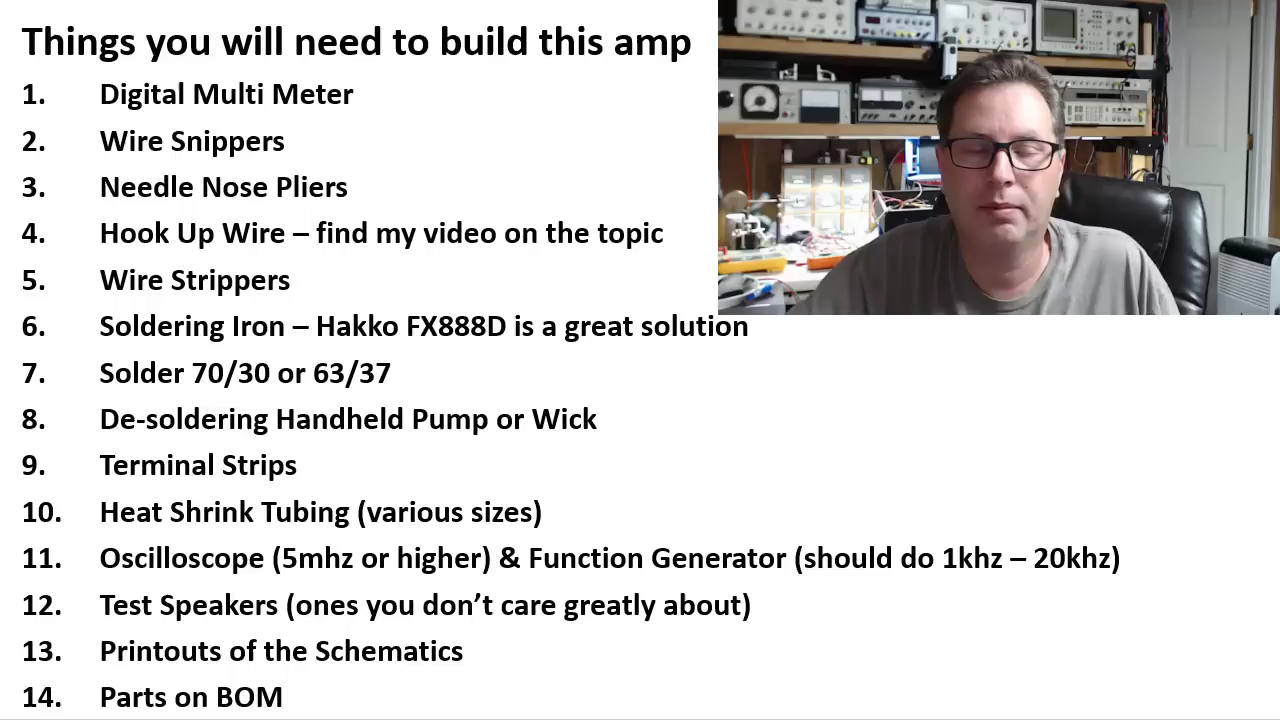 Things you will need to build this amp
1. Digital Multi Meter
2. Wire Snippers
3. Needle Nose Pliers
4. Hook Up Wire – find my video on the topic
5. Wire Strippers
6. Soldering Iron – Hakko FX888D is a great solution
7. Solder 70/30 or 63/37
8. De-soldering Handheld Pump or Wick
9. Terminal Strips
10. Heat Shrink Tubing (various sizes)
11. Oscilloscope (5mhz or higher) & Function Generator (should do 1khz – 20khz)
12. Test Speakers (ones you don’t care greatly about)
13. Printouts of the Schematics
14. Parts on BOM